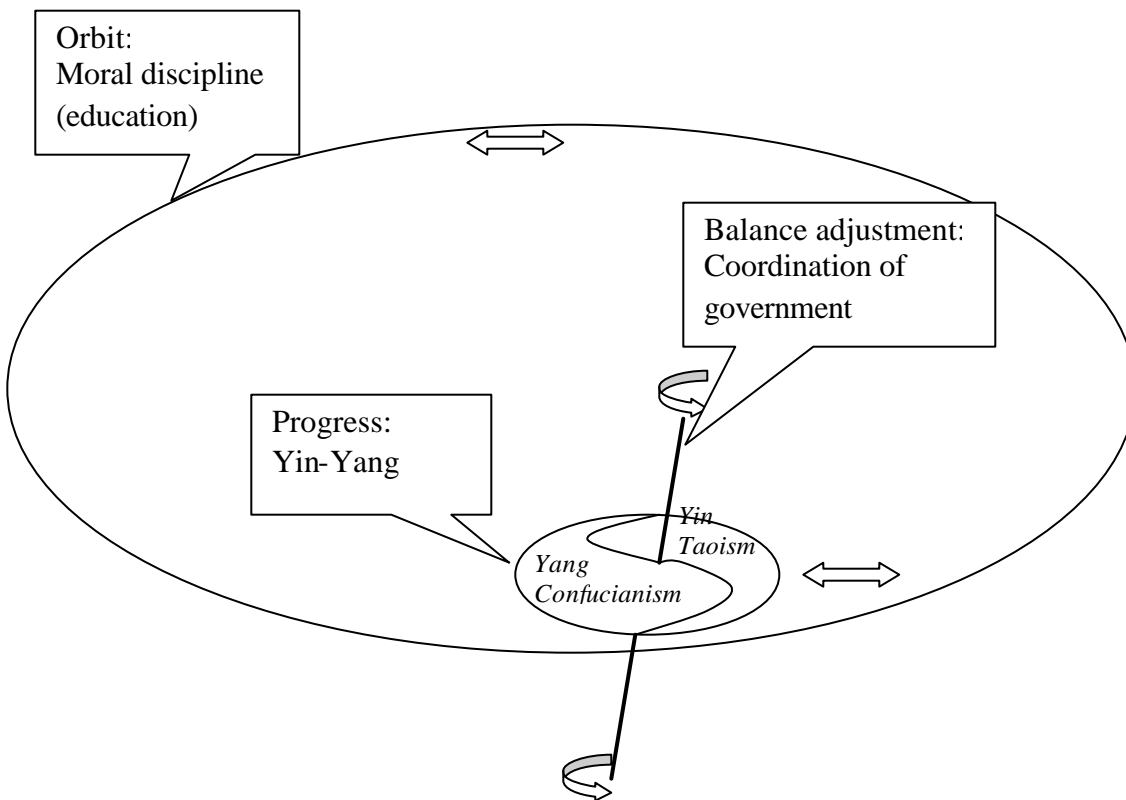 Orbit:
Moral discipline
(education)
Balance adjustment:
Coordination of
government
Progress:
Yin-Yang
Yin
Taoism
Yang
Confucianism